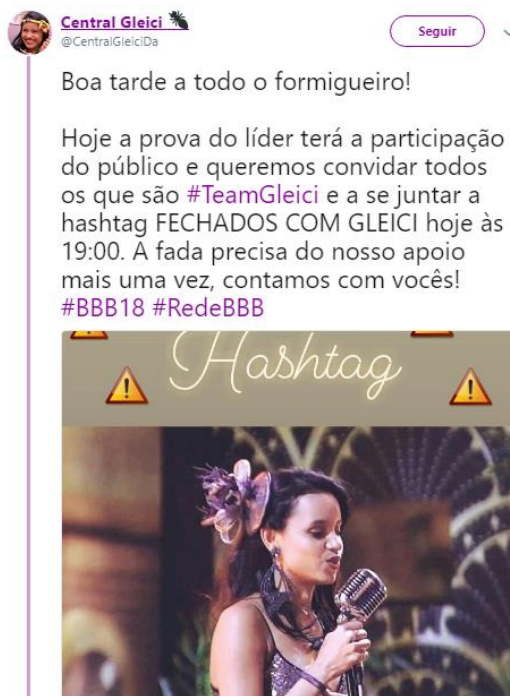 Central Gleici
@CentralGleiciDa
Seguir
Boa tarde a todo o formigueiro!
Hoje a prova do líder terá a participação
do público e queremos convidar todos
os que são #TeamGleici e a se juntar a
hashtag FECHADOS COM GLEICI hoje às
19:00. A fada precisa do nosso apoio
mais uma vez, contamos com vocês!
#BBB18 #RedeBBB
Hashtag